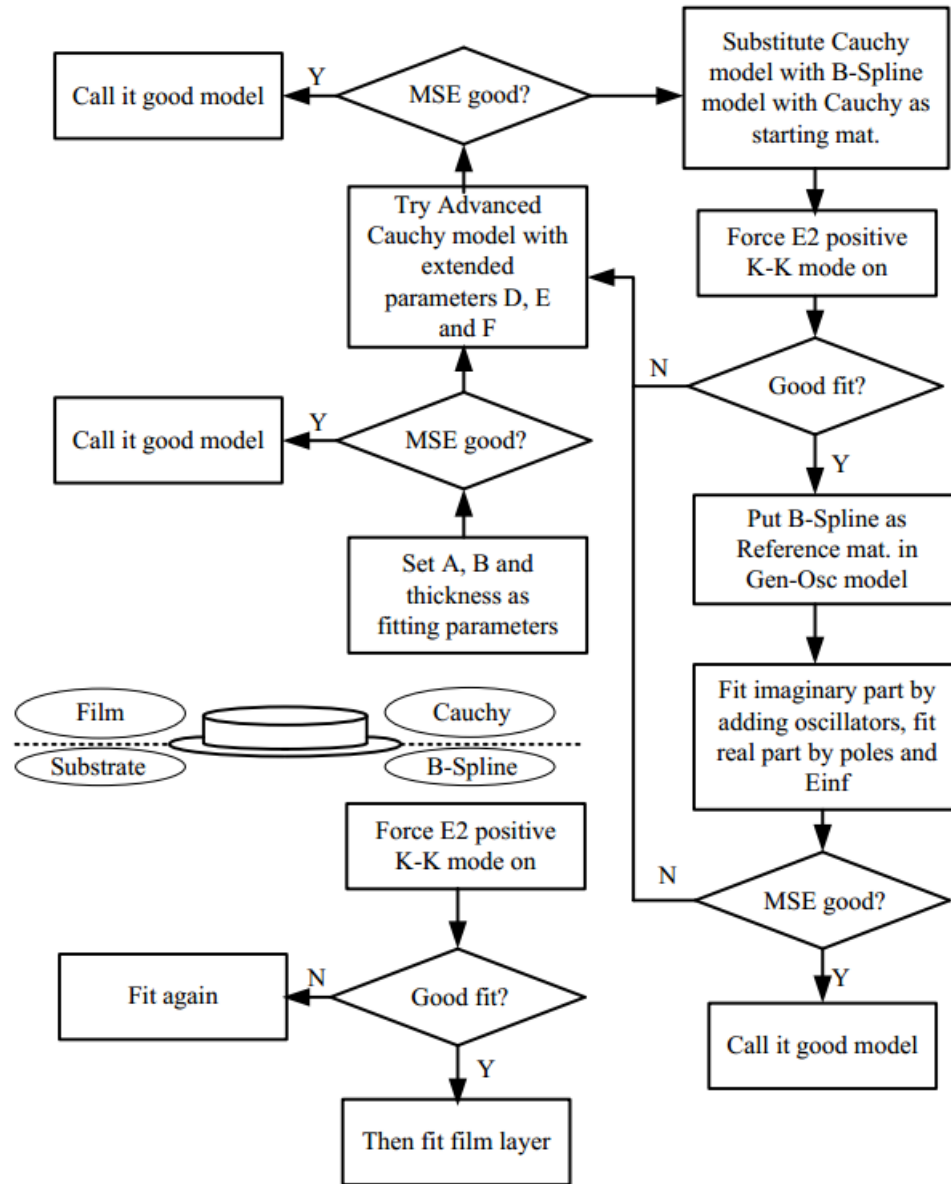 Call it good model
Y
MSE good?
Substitute Cauchy
model with B-Spline
model with Cauchy as
starting mat.
Try Advanced
Cauchy model with
extended
parameters D, E
and F
Force E2 positive
K-K mode on
N
Good fit?
Call it good model
Y
MSE good?
Y
Put B-Spline as
Reference mat. in
Gen-Osc model
Set A, B and
thickness as
fitting parameters
Film
Cauchy
Substrate
B-Spline
Fit imaginary part by
adding oscillators, fit
real part by poles and
Einf
Force E2 positive
K-K mode on
N
MSE good?
Fit again
N
Good fit?
Y
Call it good model
Y
Then fit film layer